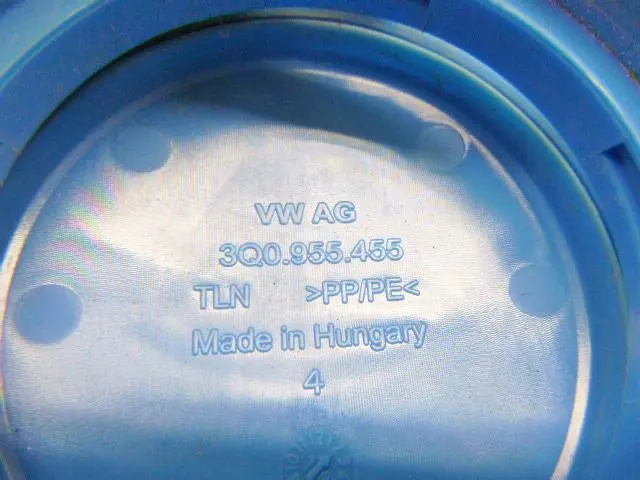 VW AG
3Q0.955.455
TLN >PP/PE<
Made in Hungary
4